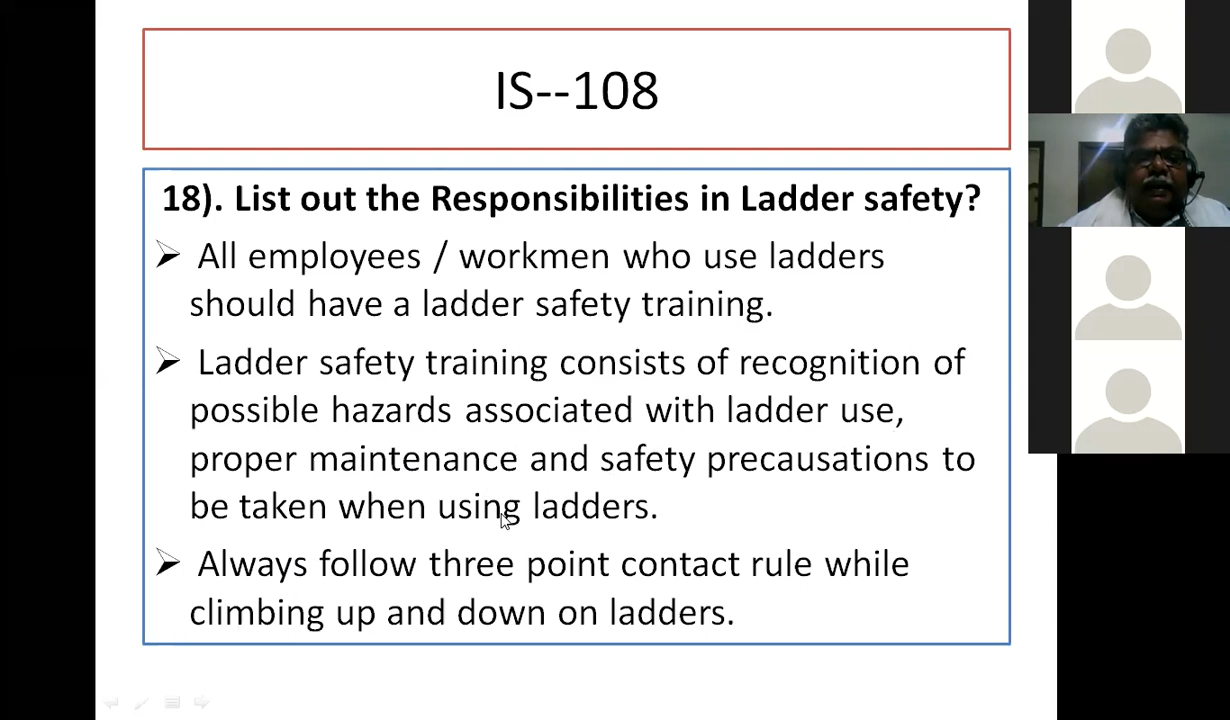 IS--108
18). List out the Responsibilities in Ladder safety?
➢ All employees / workmen who use ladders
should have a ladder safety training.
➢ Ladder safety training consists of recognition of
possible hazards associated with ladder use,
proper maintenance and safety precausations to
be taken when using ladders.
➢ Always follow three point contact rule while
climbing up and down on ladders.